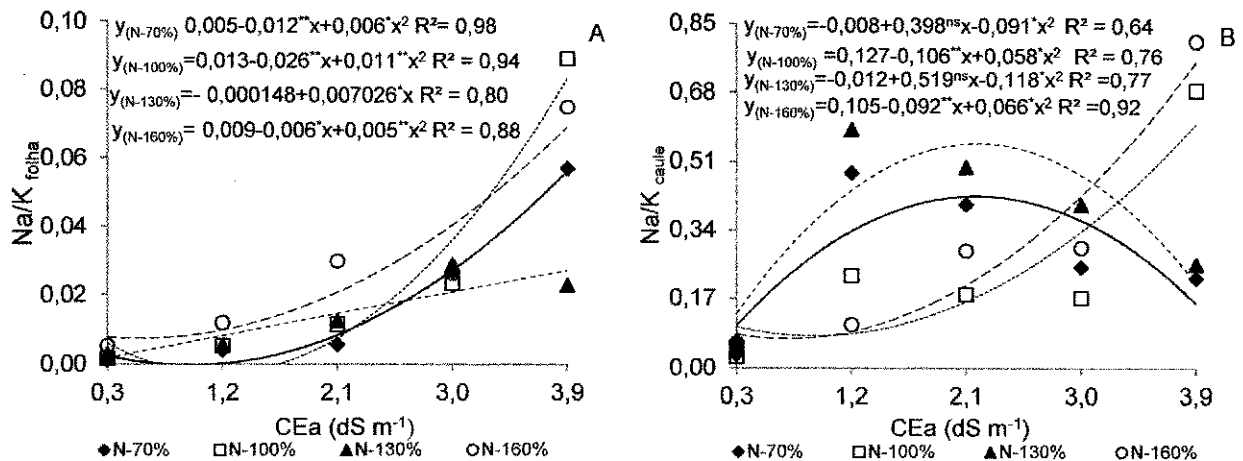 y(N-70%) 0,005-0,012**x+0,006*x² R²= 0,98
y(N-100%)=0,013-0,026**x+0,011**x² R² = 0,94
y(N-130%)=- 0,000148+0,007026*x R² = 0,80
y(N-160%)= 0,009-0,006*x+0,005**x² R² = 0,88
A
0,10
0,08
0,06
0,04
0,02
0,00
Na/K folha
0,3 1,2 2,1 3,0 3,9
CEa (dS m⁻¹)
N-70% N-100% N-130% N-160%
y(N-70%)=-0,008+0,398ⁿˢx-0,091*x² R² = 0,64
y(N-100%)=0,127-0,106**x+0,058*x² R² = 0,76
y(N-130%)=-0,012+0,519ⁿˢx-0,118*x² R² =0,77
y(N-160%)=0,105-0,092**x+0,066*x² R² =0,92
B
0,85
0,68
0,51
0,34
0,17
0,00
Na/K caule
0,3 1,2 2,1 3,0 3,9
CEa (dS m⁻¹)
N-70% N-100% N-130% N-160%